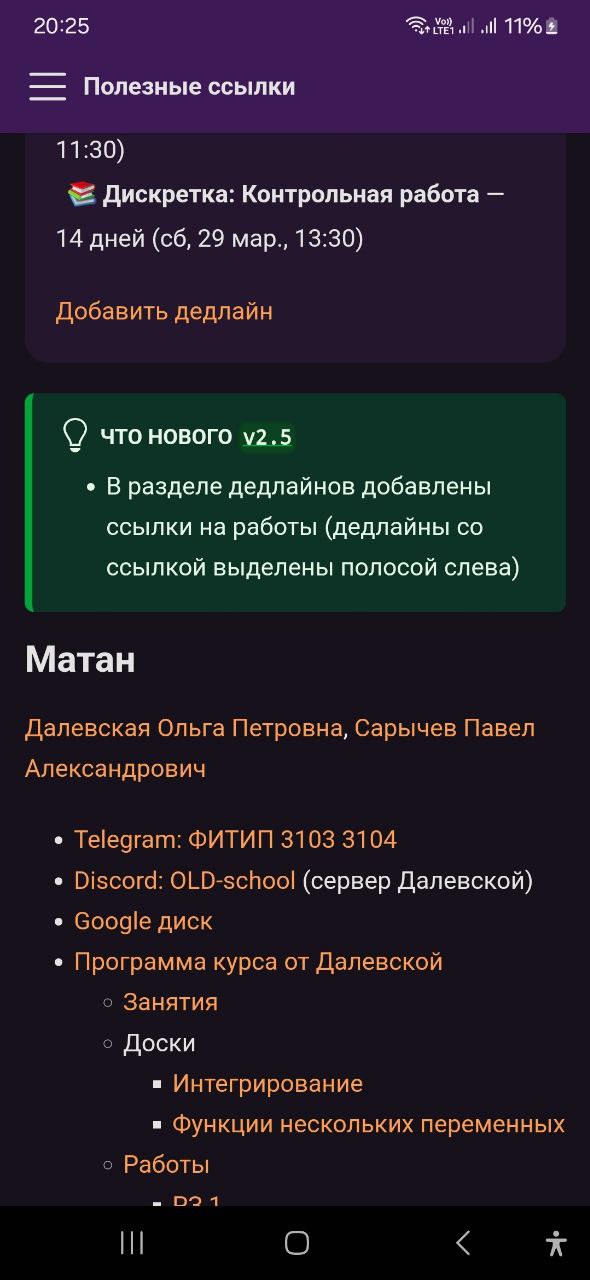 20:25
Vo)) LTE1 11%
Полезные ссылки
11:30)
Дискретка: Контрольная работа —
14 дней (сб, 29 мар., 13:30)
Добавить дедлайн
ЧТО НОВОГО v2.5
• В разделе дедлайнов добавлены
ссылки на работы (дедлайны со
ссылкой выделены полосой слева)
Матан
Далевская Ольга Петровна, Сарычев Павел
Александрович
• Telegram: ФИТИП 3103 3104
• Discord: OLD-school (сервер Далевской)
• Google диск
• Программа курса от Далевской
◦ Занятия
◦ Доски
▪ Интегрирование
▪ Функции нескольких переменных
◦ Работы
▪ РЗ 1